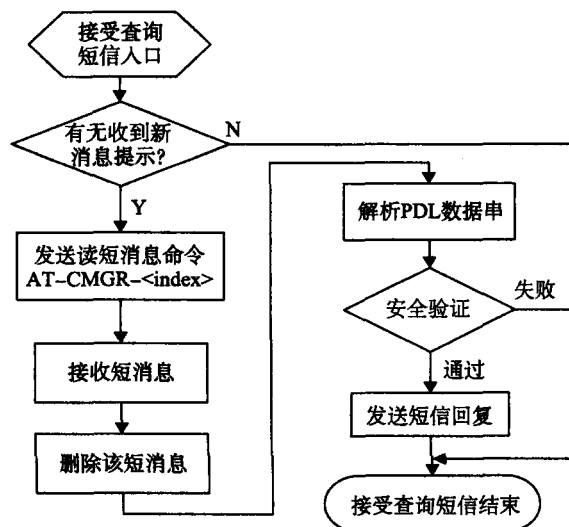 接受查询
短信入口
有无收到新
消息提示?
N
Y
发送读短消息命令
AT-CMGR-<index>
接收短消息
删除该短消息
解析PDL数据串
安全验证
失败
通过
发送短信回复
接受查询短信结束